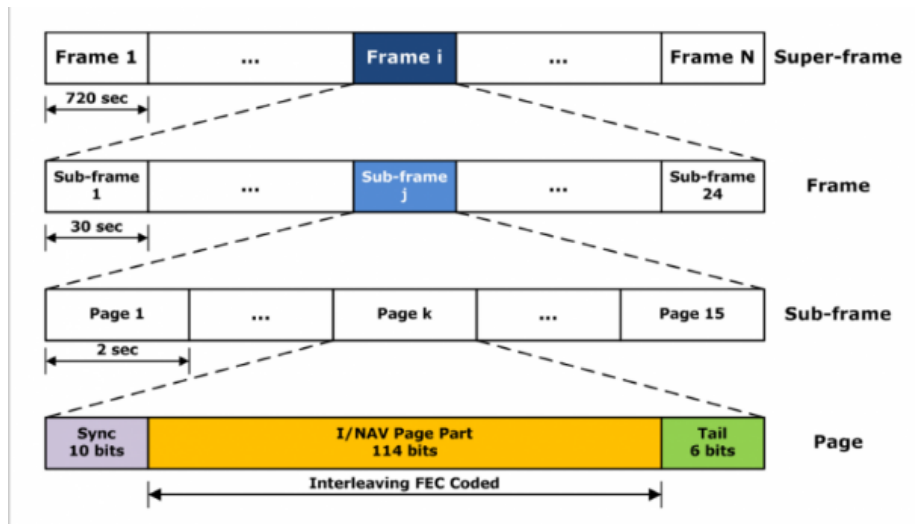 Frame 1 ... Frame i ... Frame N Super-frame
720 sec
Sub-frame 1 ... Sub-frame j ... Sub-frame 24 Frame
30 sec
Page 1 ... Page k ... Page 15 Sub-frame
2 sec
Sync I/NAV Page Part Tail
10 bits 114 bits 6 bits Page
Interleaving FEC Coded